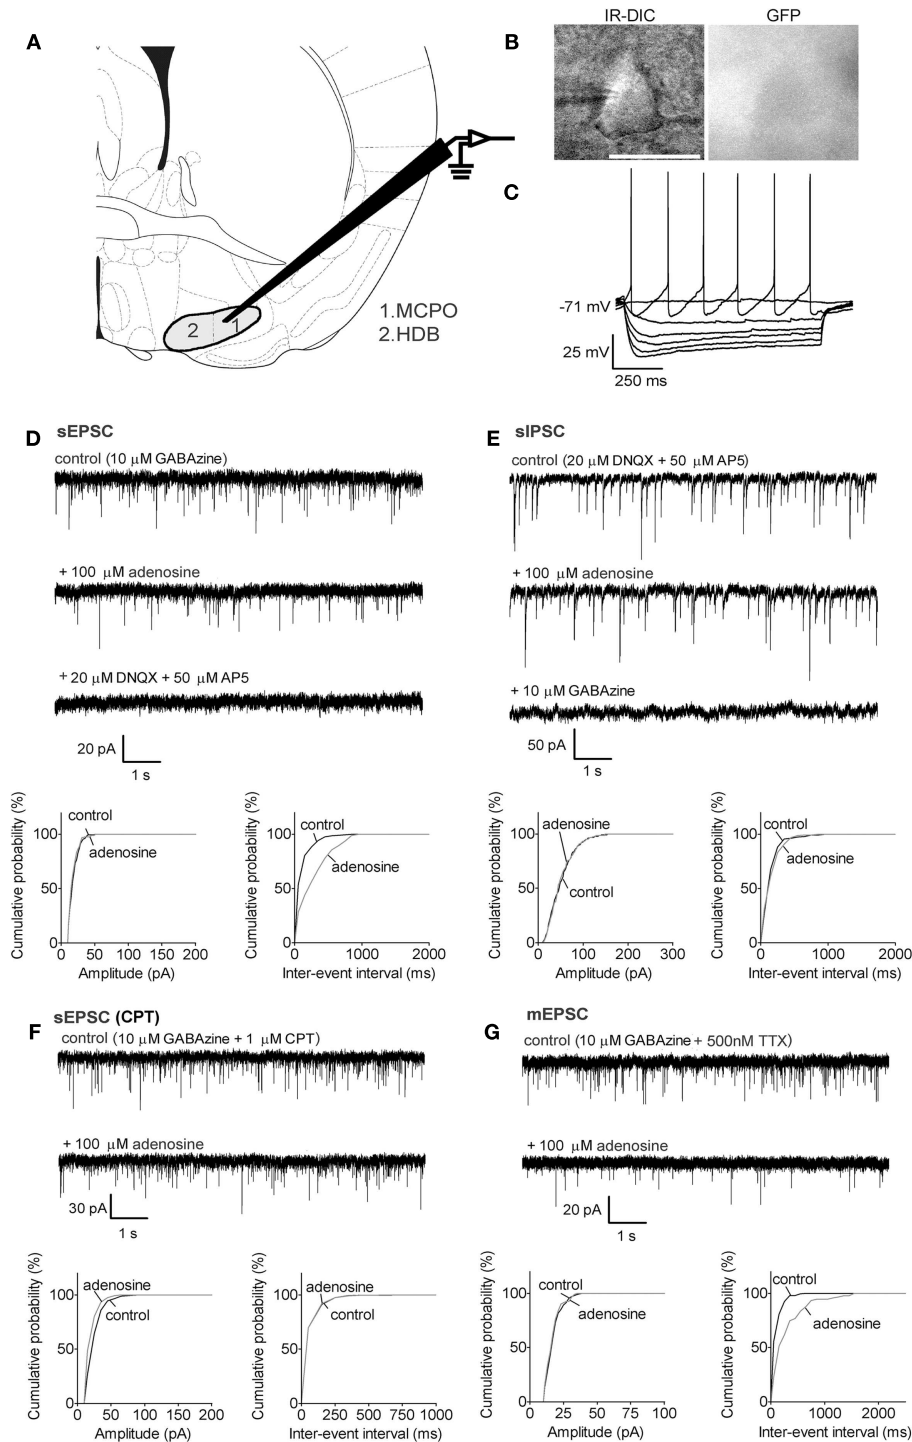 A
1
2
1.MCPO
2.HDB
B
IR-DIC
GFP
C
-71 mV
25 mV
250 ms
D
sEPSC
control (10 µM GABAzine)
+ 100 µM adenosine
+ 20 µM DNQX + 50 µM AP5
20 pA
1 s
Cumulative probability (%)
100
50
0
control
adenosine
0 50 100 150 200
Amplitude (pA)
Cumulative probability (%)
100
50
0
control
adenosine
0 1000 2000
Inter-event interval (ms)
E
sIPSC
control (20 µM DNQX + 50 µM AP5)
+ 100 µM adenosine
+ 10 µM GABAzine
50 pA
1 s
Cumulative probability (%)
100
50
0
adenosine
control
0 100 200 300
Amplitude (pA)
Cumulative probability (%)
100
50
0
control
adenosine
0 1000 2000
Inter-event interval (ms)
F
sEPSC (CPT)
control (10 µM GABAzine + 1 µM CPT)
+ 100 µM adenosine
30 pA
1 s
Cumulative probability (%)
100
50
0
adenosine
control
0 50 100 150 200
Amplitude (pA)
Cumulative probability (%)
100
50
0
adenosine
control
0 250 500 750 1000
Inter-event interval (ms)
G
mEPSC
control (10 µM GABAzine + 500nM TTX)
+ 100 µM adenosine
20 pA
1 s
Cumulative probability (%)
100
50
0
control
adenosine
0 25 50 75 100
Amplitude (pA)
Cumulative probability (%)
100
50
0
control
adenosine
0 1000 2000
Inter-event interval (ms)